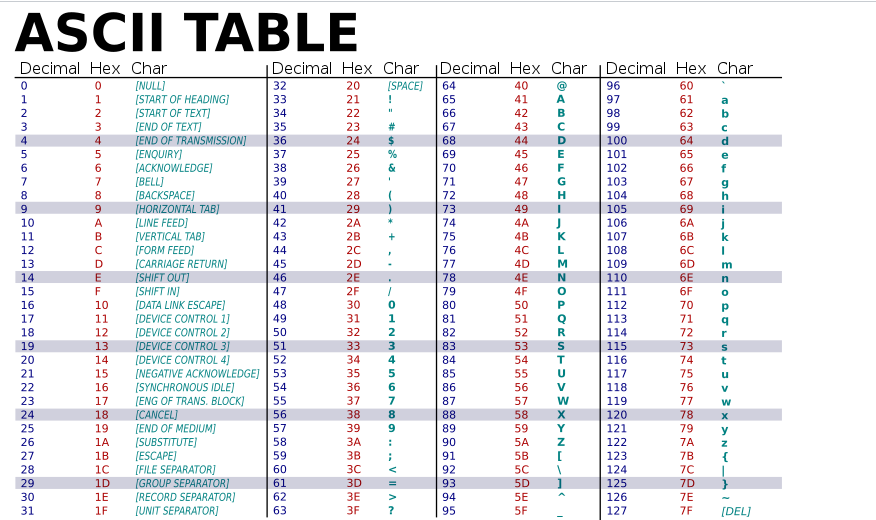 ASCII TABLE
Decimal Hex Char Decimal Hex Char Decimal Hex Char Decimal Hex Char
0 0 [NULL] 32 20 [SPACE] 64 40 @ 96 60 `
1 1 [START OF HEADING] 33 21 ! 65 41 A 97 61 a
2 2 [START OF TEXT] 34 22 " 66 42 B 98 62 b
3 3 [END OF TEXT] 35 23 # 67 43 C 99 63 c
4 4 [END OF TRANSMISSION] 36 24 $ 68 44 D 100 64 d
5 5 [ENQUIRY] 37 25 % 69 45 E 101 65 e
6 6 [ACKNOWLEDGE] 38 26 & 70 46 F 102 66 f
7 7 [BELL] 39 27 ' 71 47 G 103 67 g
8 8 [BACKSPACE] 40 28 ( 72 48 H 104 68 h
9 9 [HORIZONTAL TAB] 41 29 ) 73 49 I 105 69 i
10 A [LINE FEED] 42 2A * 74 4A J 106 6A j
11 B [VERTICAL TAB] 43 2B + 75 4B K 107 6B k
12 C [FORM FEED] 44 2C , 76 4C L 108 6C l
13 D [CARRIAGE RETURN] 45 2D - 77 4D M 109 6D m
14 E [SHIFT OUT] 46 2E . 78 4E N 110 6E n
15 F [SHIFT IN] 47 2F / 79 4F O 111 6F o
16 10 [DATA LINK ESCAPE] 48 30 0 80 50 P 112 70 p
17 11 [DEVICE CONTROL 1] 49 31 1 81 51 Q 113 71 q
18 12 [DEVICE CONTROL 2] 50 32 2 82 52 R 114 72 r
19 13 [DEVICE CONTROL 3] 51 33 3 83 53 S 115 73 s
20 14 [DEVICE CONTROL 4] 52 34 4 84 54 T 116 74 t
21 15 [NEGATIVE ACKNOWLEDGE] 53 35 5 85 55 U 117 75 u
22 16 [SYNCHRONOUS IDLE] 54 36 6 86 56 V 118 76 v
23 17 [ENG OF TRANS. BLOCK] 55 37 7 87 57 W 119 77 w
24 18 [CANCEL] 56 38 8 88 58 X 120 78 x
25 19 [END OF MEDIUM] 57 39 9 89 59 Y 121 79 y
26 1A [SUBSTITUTE] 58 3A : 90 5A Z 122 7A z
27 1B [ESCAPE] 59 3B ; 91 5B [ 123 7B {
28 1C [FILE SEPARATOR] 60 3C < 92 5C \ 124 7C |
29 1D [GROUP SEPARATOR] 61 3D = 93 5D ] 125 7D }
30 1E [RECORD SEPARATOR] 62 3E > 94 5E ^ 126 7E ~
31 1F [UNIT SEPARATOR] 63 3F ? 95 5F _ 127 7F [DEL]